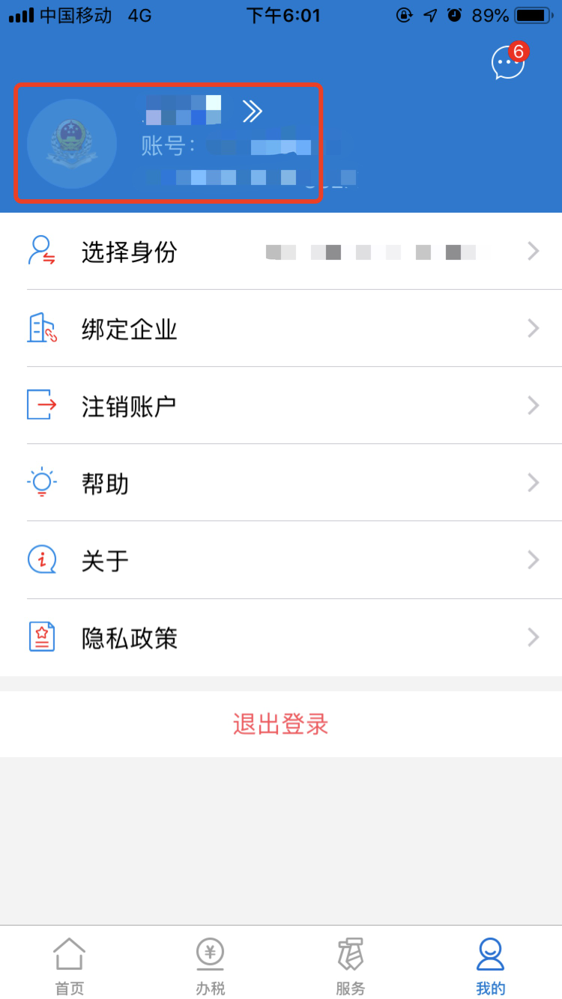 中国移动 4G 下午6:01 89%
6
账号：
选择身份
绑定企业
注销账户
帮助
关于
隐私政策
退出登录
首页 办税 服务 我的